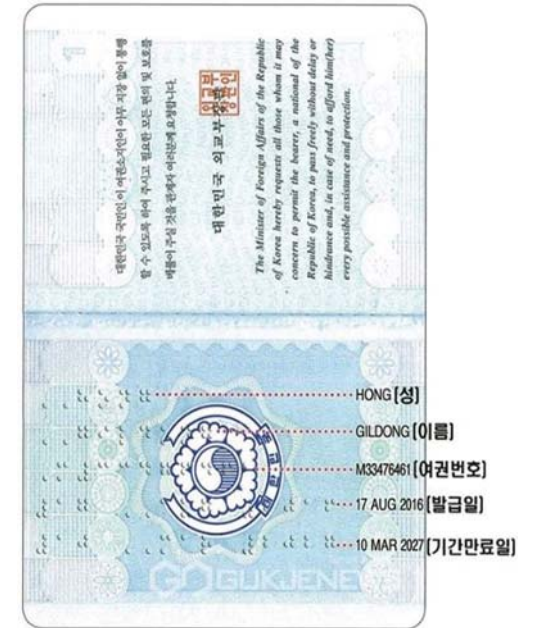 대한민국 국민인 이 여권소지인이 아무 지장 없이 통행
할 수 있도록 하여 주시고 필요한 모든 편의 및 보호를
베풀어 주실 것을 관계자 여러분께 요청합니다.
대한민국 외교부장관
The Minister of Foreign Affairs of the Republic
of Korea hereby requests all those whom it may
concern to permit the bearer, a national of the
Republic of Korea, to pass freely without delay or
hindrance and, in case of need, to afford him(her)
every possible assistance and protection.
HONG [성]
GILDONG [이름]
M33476461 [여권번호]
17 AUG 2016 [발급일]
10 MAR 2027 [기간만료일]
GUKJENE